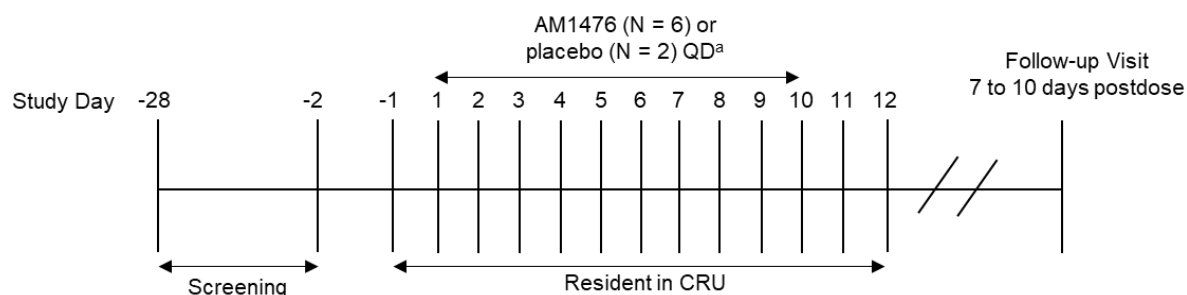 AM1476 (N = 6) or
placebo (N = 2) QDᵃ
Follow-up Visit
7 to 10 days postdose
Study Day -28 -2 -1 1 2 3 4 5 6 7 8 9 10 11 12
Screening
Resident in CRU